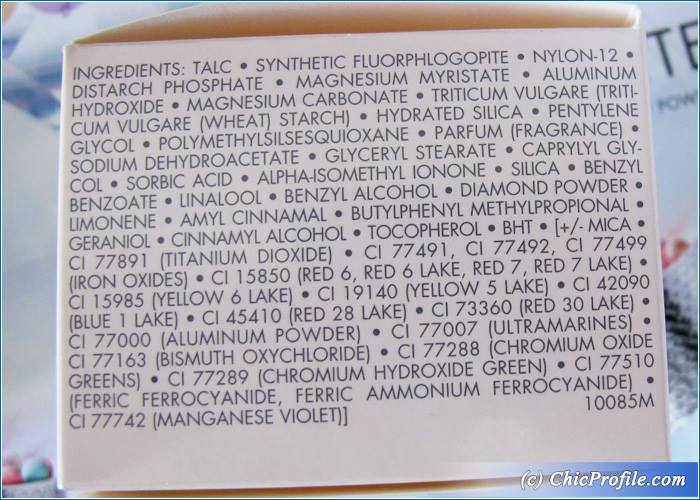 INGREDIENTS: TALC • SYNTHETIC FLUORPHLOGOPITE • NYLON-12 •
DISTARCH PHOSPHATE • MAGNESIUM MYRISTATE • ALUMINUM
HYDROXIDE • MAGNESIUM CARBONATE • TRITICUM VULGARE (TRITI-
CUM VULGARE (WHEAT) STARCH) • HYDRATED SILICA • PENTYLENE
GLYCOL • POLYMETHYLSILSESQUIOXANE • PARFUM (FRAGRANCE) •
SODIUM DEHYDROACETATE • GLYCERYL STEARATE • CAPRYLYL GLY-
COL • SORBIC ACID • ALPHA-ISOMETHYL IONONE • SILICA • BENZYL
BENZOATE • LINALOOL • BENZYL ALCOHOL • DIAMOND POWDER •
LIMONENE • AMYL CINNAMAL • BUTYLPHENYL METHYLPROPIONAL •
GERANIOL • CINNAMYL ALCOHOL • TOCOPHEROL • BHT • [+/- MICA •
CI 77891 (TITANIUM DIOXIDE) • CI 77491, CI 77492, CI 77499
(IRON OXIDES) • CI 15850 (RED 6, RED 6 LAKE, RED 7, RED 7 LAKE) •
CI 15985 (YELLOW 6 LAKE) • CI 19140 (YELLOW 5 LAKE) • CI 42090
(BLUE 1 LAKE) • CI 45410 (RED 28 LAKE) • CI 73360 (RED 30 LAKE) •
CI 77000 (ALUMINUM POWDER) • CI 77007 (ULTRAMARINES) •
CI 77163 (BISMUTH OXYCHLORIDE) • CI 77288 (CHROMIUM OXIDE
GREENS) • CI 77289 (CHROMIUM HYDROXIDE GREEN) • CI 77510
(FERRIC FERROCYANIDE, FERRIC AMMONIUM FERROCYANIDE) •
CI 77742 (MANGANESE VIOLET)]
10085M
(c) ChicProfile.com